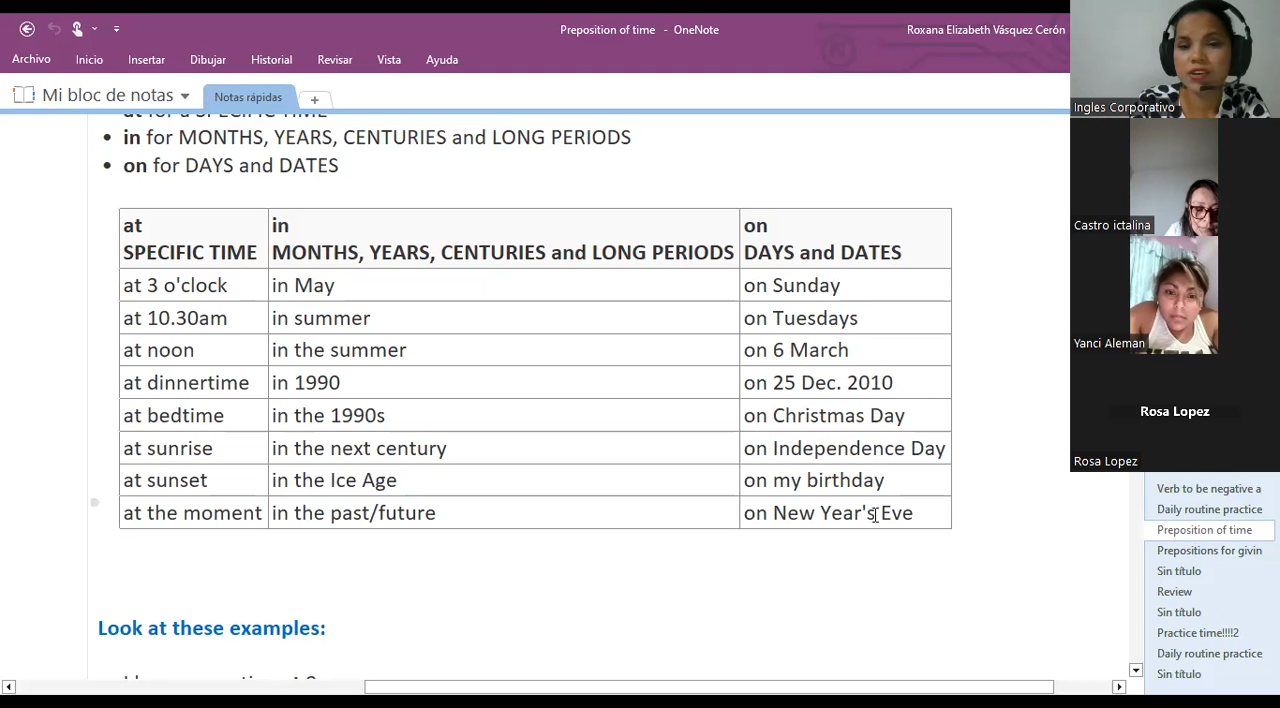 Preposition of time - OneNote
Roxana Elizabeth Vásquez Cerón
Archivo Inicio Insertar Dibujar Historial Revisar Vista Ayuda
Mi bloc de notas
Notas rápidas
at for a SPECIFIC TIME
• in for MONTHS, YEARS, CENTURIES and LONG PERIODS
• on for DAYS and DATES
at in on
SPECIFIC TIME MONTHS, YEARS, CENTURIES and LONG PERIODS DAYS and DATES
at 3 o'clock in May on Sunday
at 10.30am in summer on Tuesdays
at noon in the summer on 6 March
at dinnertime in 1990 on 25 Dec. 2010
at bedtime in the 1990s on Christmas Day
at sunrise in the next century on Independence Day
at sunset in the Ice Age on my birthday
at the moment in the past/future on New Year's Eve
Look at these examples:
Ingles Corporativo
Castro ictalina
Yanci Aleman
Rosa Lopez
Rosa Lopez
Verb to be negative a
Daily routine practice
Preposition of time
Prepositions for givin
Sin título
Review
Sin título
Practice time!!!!2
Daily routine practice
Sin título